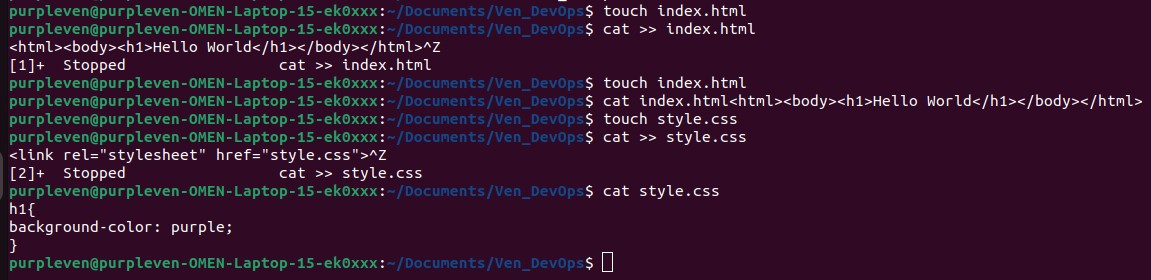 purpleven@purpleven-OMEN-Laptop-15-ek0xxx:~/Documents/Ven_DevOps$ touch index.html
purpleven@purpleven-OMEN-Laptop-15-ek0xxx:~/Documents/Ven_DevOps$ cat >> index.html
<html><body><h1>Hello World</h1></body></html>^Z
[1]+  Stopped                 cat >> index.html
purpleven@purpleven-OMEN-Laptop-15-ek0xxx:~/Documents/Ven_DevOps$ touch index.html
purpleven@purpleven-OMEN-Laptop-15-ek0xxx:~/Documents/Ven_DevOps$ cat index.html<html><body><h1>Hello World</h1></body></html>
purpleven@purpleven-OMEN-Laptop-15-ek0xxx:~/Documents/Ven_DevOps$ touch style.css
purpleven@purpleven-OMEN-Laptop-15-ek0xxx:~/Documents/Ven_DevOps$ cat >> style.css
<link rel="stylesheet" href="style.css">^Z
[2]+  Stopped                 cat >> style.css
purpleven@purpleven-OMEN-Laptop-15-ek0xxx:~/Documents/Ven_DevOps$ cat style.css
h1{
background-color: purple;
}
purpleven@purpleven-OMEN-Laptop-15-ek0xxx:~/Documents/Ven_DevOps$